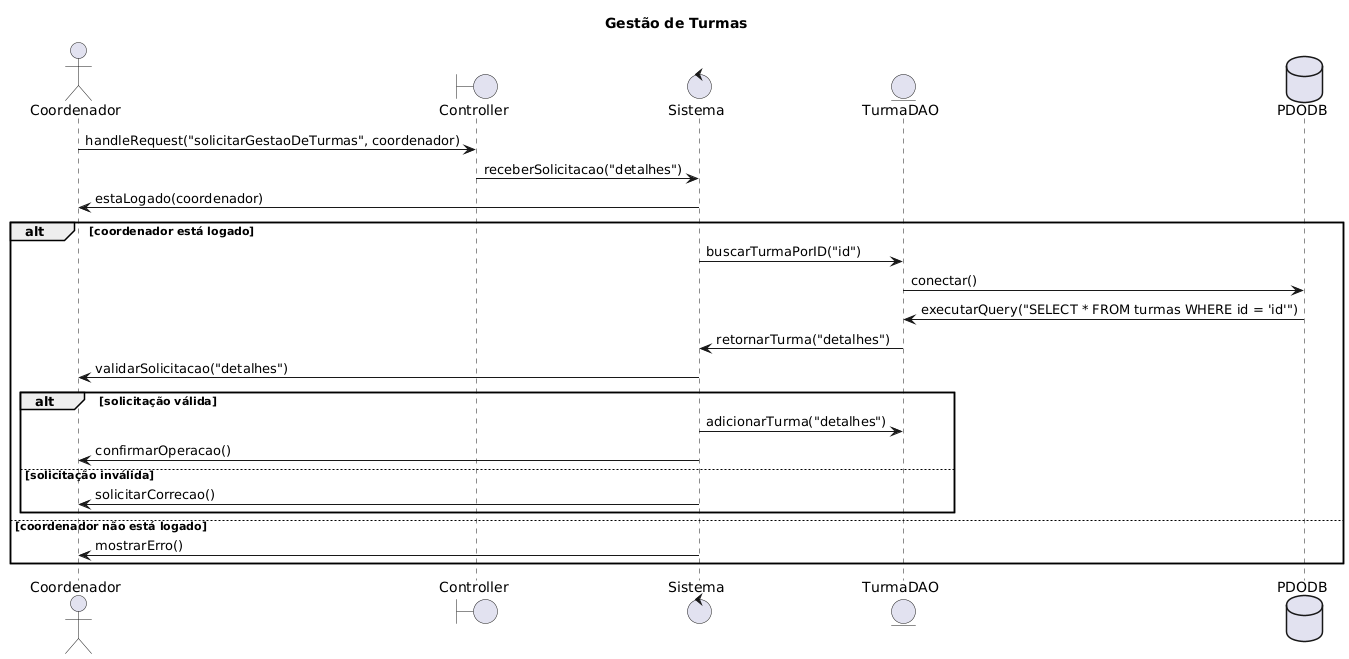 Gestão de Turmas
Coordenador
Controller
Sistema
TurmaDAO
PDODB
handleRequest("solicitarGestaoDeTurmas", coordenador)
receberSolicitacao("detalhes")
estaLogado(coordenador)
alt [coordenador está logado]
buscarTurmaPorID("id")
conectar()
executarQuery("SELECT * FROM turmas WHERE id = 'id'")
retornarTurma("detalhes")
validarSolicitacao("detalhes")
alt [solicitação válida]
adicionarTurma("detalhes")
confirmarOperacao()
[solicitação inválida]
solicitarCorrecao()
[coordenador não está logado]
mostrarErro()
Coordenador
Controller
Sistema
TurmaDAO
PDODB